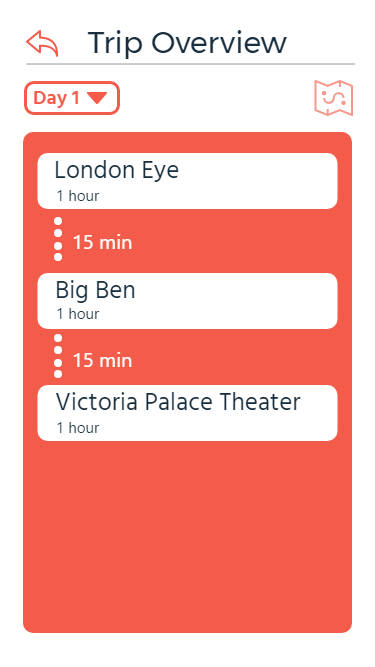 Trip Overview
Day 1
London Eye
1 hour
15 min
Big Ben
1 hour
15 min
Victoria Palace Theater
1 hour